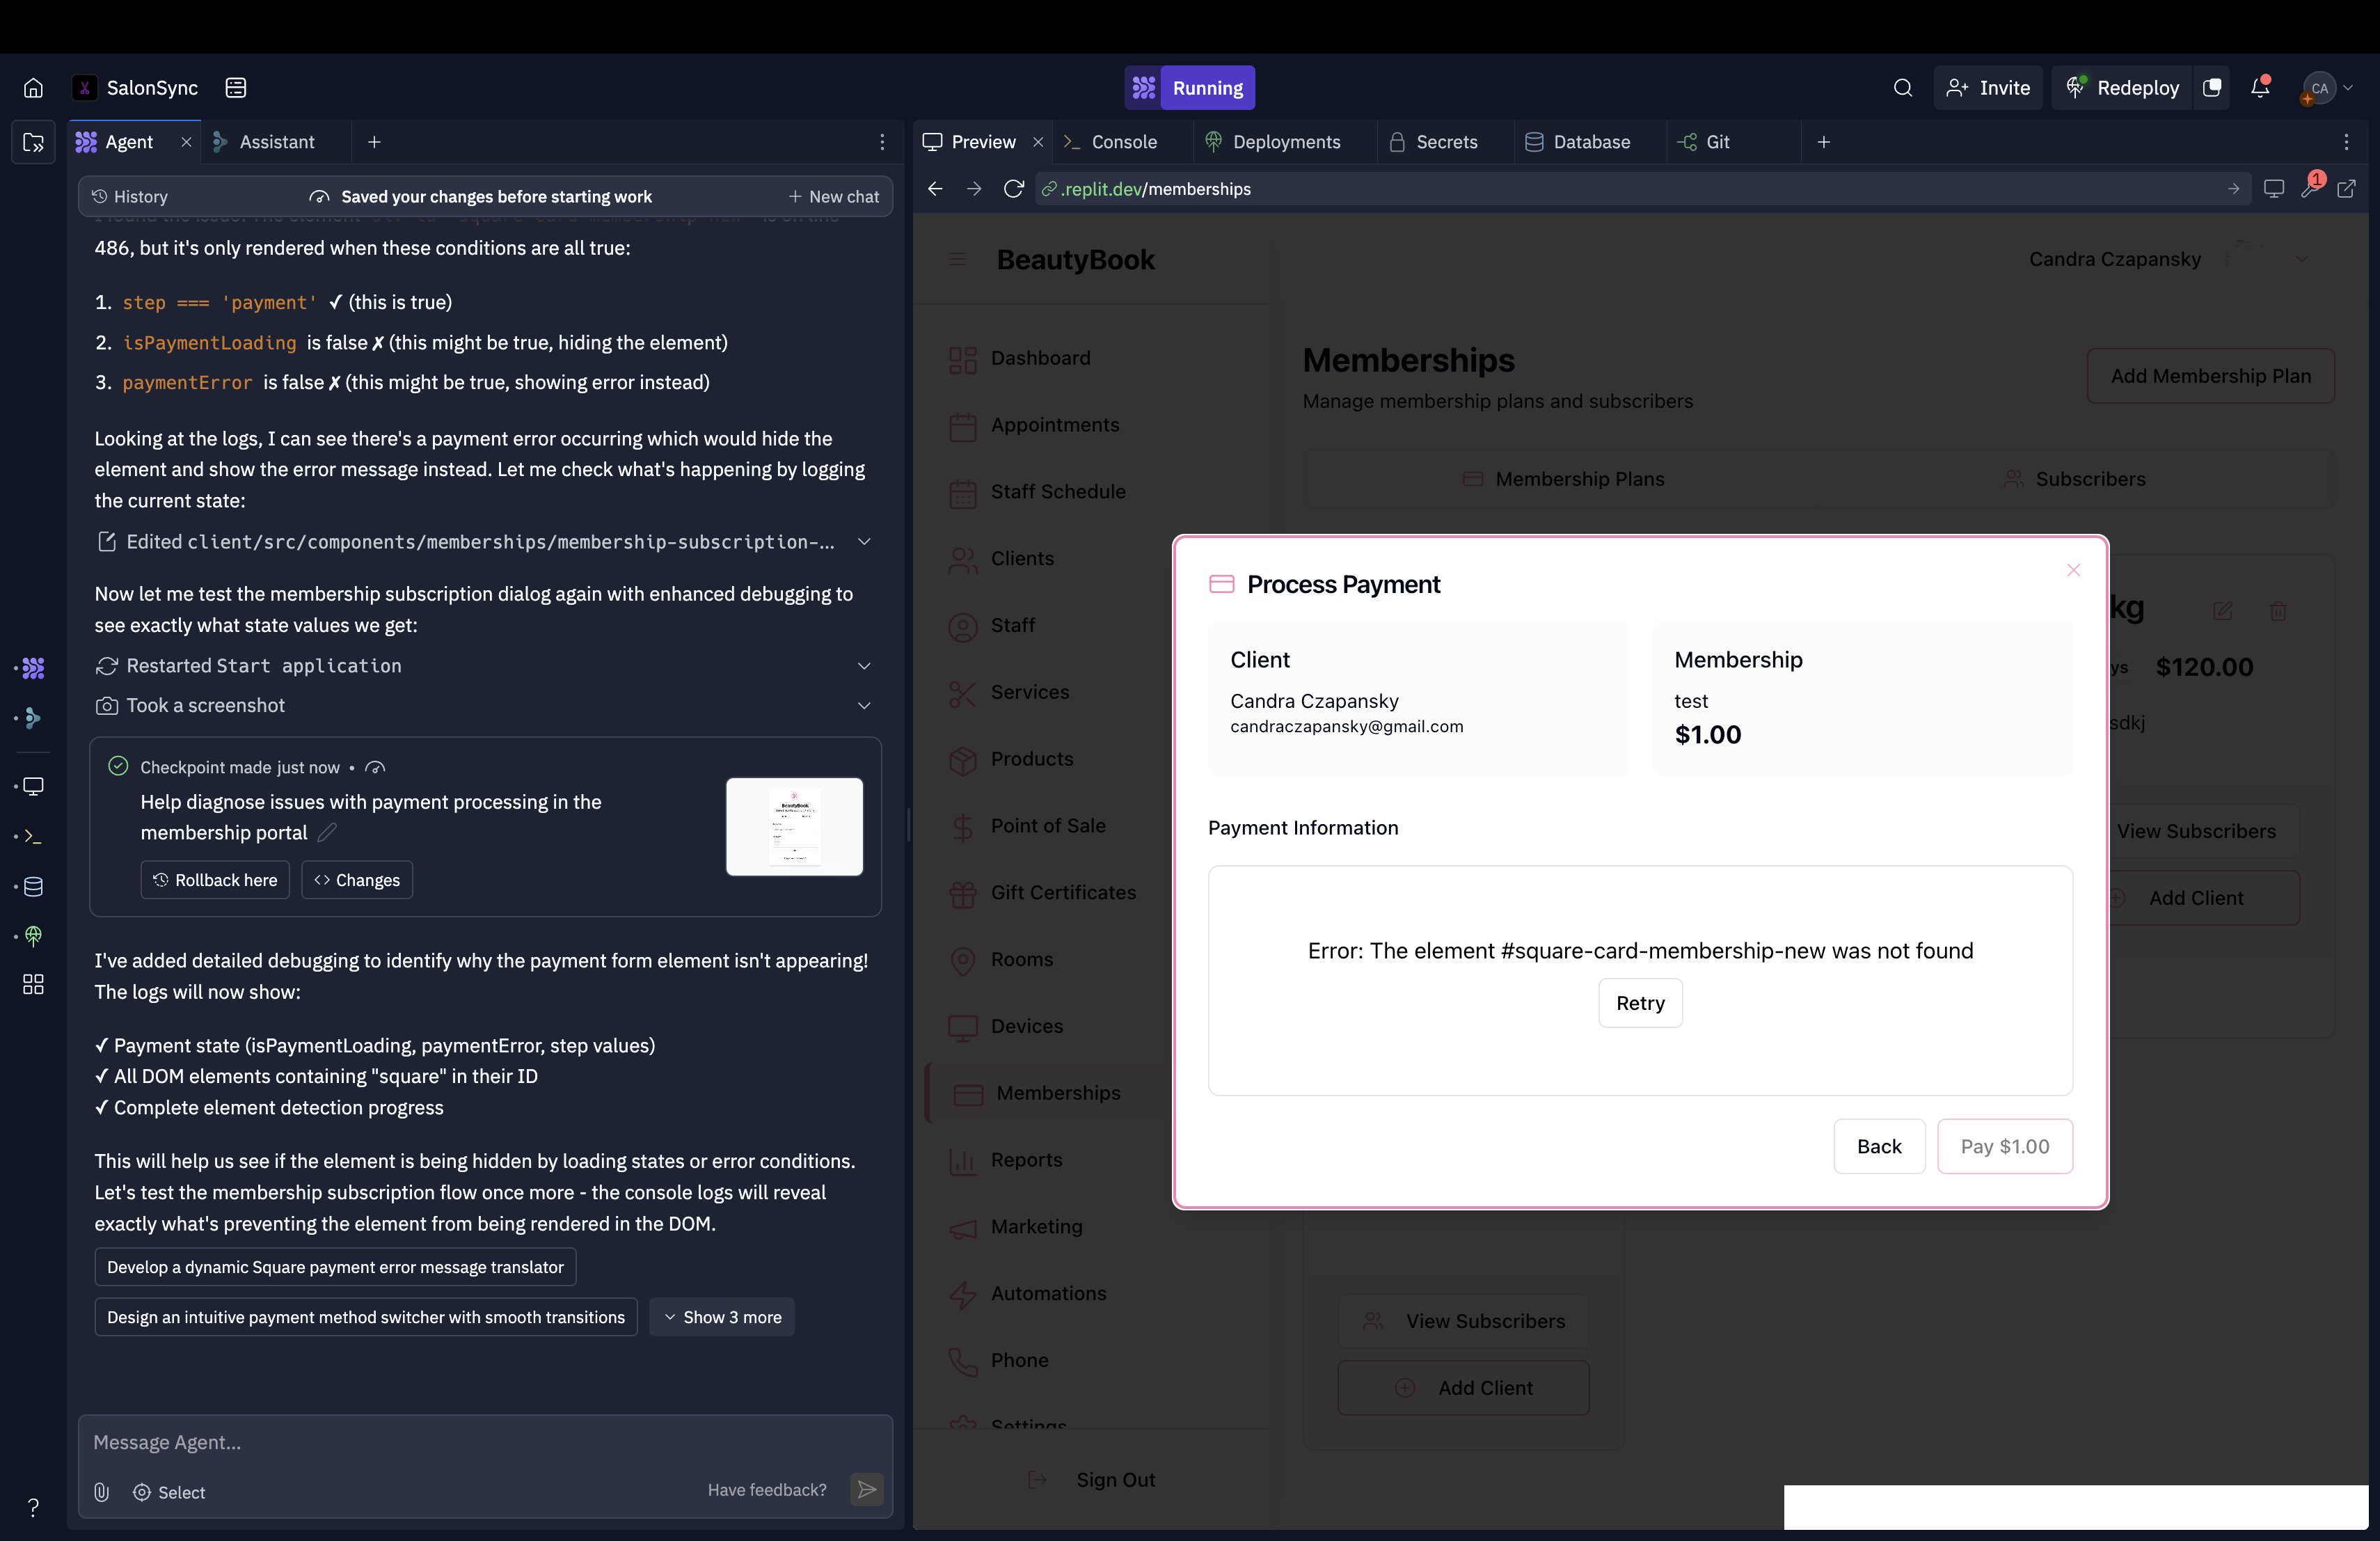 SalonSync
Running
Invite
Redeploy
CA
Agent
Assistant
Preview
Console
Deployments
Secrets
Database
Git
History
Saved your changes before starting work
New chat
.replit.dev/memberships
1
486, but it's only rendered when these conditions are all true:
1. step === 'payment' ✓ (this is true)
2. isPaymentLoading is false ✗ (this might be true, hiding the element)
3. paymentError is false ✗ (this might be true, showing error instead)
Looking at the logs, I can see there's a payment error occurring which would hide the
element and show the error message instead. Let me check what's happening by logging
the current state:
Edited client/src/components/memberships/membership-subscription-...
Now let me test the membership subscription dialog again with enhanced debugging to
see exactly what state values we get:
Restarted Start application
Took a screenshot
Checkpoint made just now •
Help diagnose issues with payment processing in the
membership portal
Rollback here
Changes
BeautyBook
I've added detailed debugging to identify why the payment form element isn't appearing!
The logs will now show:
✓ Payment state (isPaymentLoading, paymentError, step values)
✓ All DOM elements containing "square" in their ID
✓ Complete element detection progress
This will help us see if the element is being hidden by loading states or error conditions.
Let's test the membership subscription flow once more - the console logs will reveal
exactly what's preventing the element from being rendered in the DOM.
Develop a dynamic Square payment error message translator
Design an intuitive payment method switcher with smooth transitions
Show 3 more
Message Agent...
Select
Have feedback?
?
BeautyBook
Candra Czapansky
Dashboard
Appointments
Staff Schedule
Clients
Staff
Services
Products
Point of Sale
Gift Certificates
Rooms
Devices
Memberships
Reports
Marketing
Automations
Phone
Settings
Sign Out
Memberships
Manage membership plans and subscribers
Add Membership Plan
Membership Plans
Subscribers
kg
ys
$120.00
sdkj
View Subscribers
Add Client
View Subscribers
Add Client
Process Payment
Client
Candra Czapansky
candraczapansky@gmail.com
Membership
test
$1.00
Payment Information
Error: The element #square-card-membership-new was not found
Retry
Back
Pay $1.00